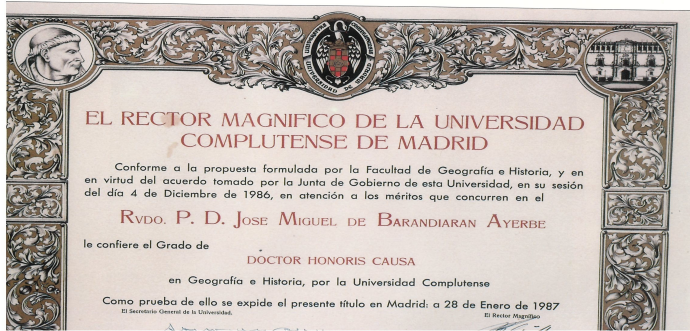 EL RECTOR MAGNIFICO DE LA UNIVERSIDAD
COMPLUTENSE DE MADRID
Conforme a la propuesta formulada por la Facultad de Geografía e Historia, y en
en virtud del acuerdo tomado por la Junta de Gobierno de esta Universidad, en su sesión
del día 4 de Diciembre de 1986, en atención a los méritos que concurren en el
RVDO. P. D. JOSE MIGUEL DE BARANDIARAN AYERBE
le confiere el Grado de
DOCTOR HONORIS CAUSA
en Geografía e Historia, por la Universidad Complutense
Como prueba de ello se expide el presente título en Madrid: a 28 de Enero de 1987
El Secretario General de la Universidad,
El Rector Magnífico